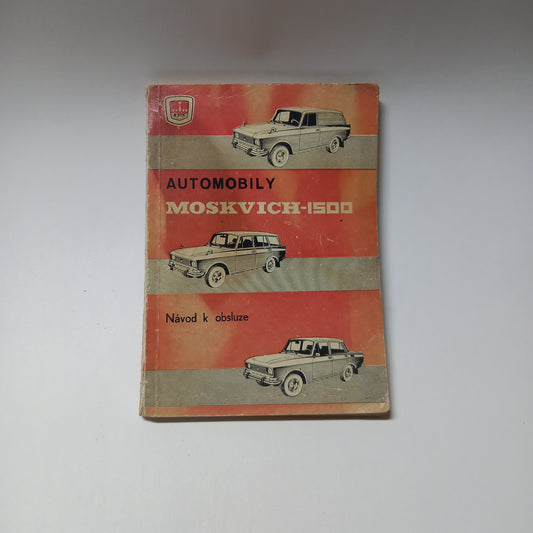 AUTOMOBILY
MOSKVICH-1500
Návod k obsluze